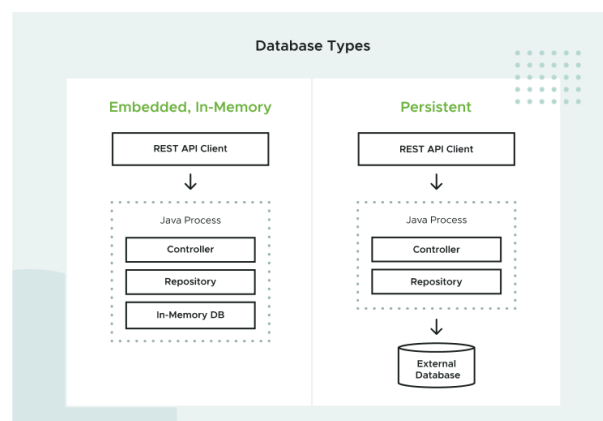 Database Types
Embedded, In-Memory
REST API Client
Java Process
Controller
Repository
In-Memory DB
Persistent
REST API Client
Java Process
Controller
Repository
External
Database